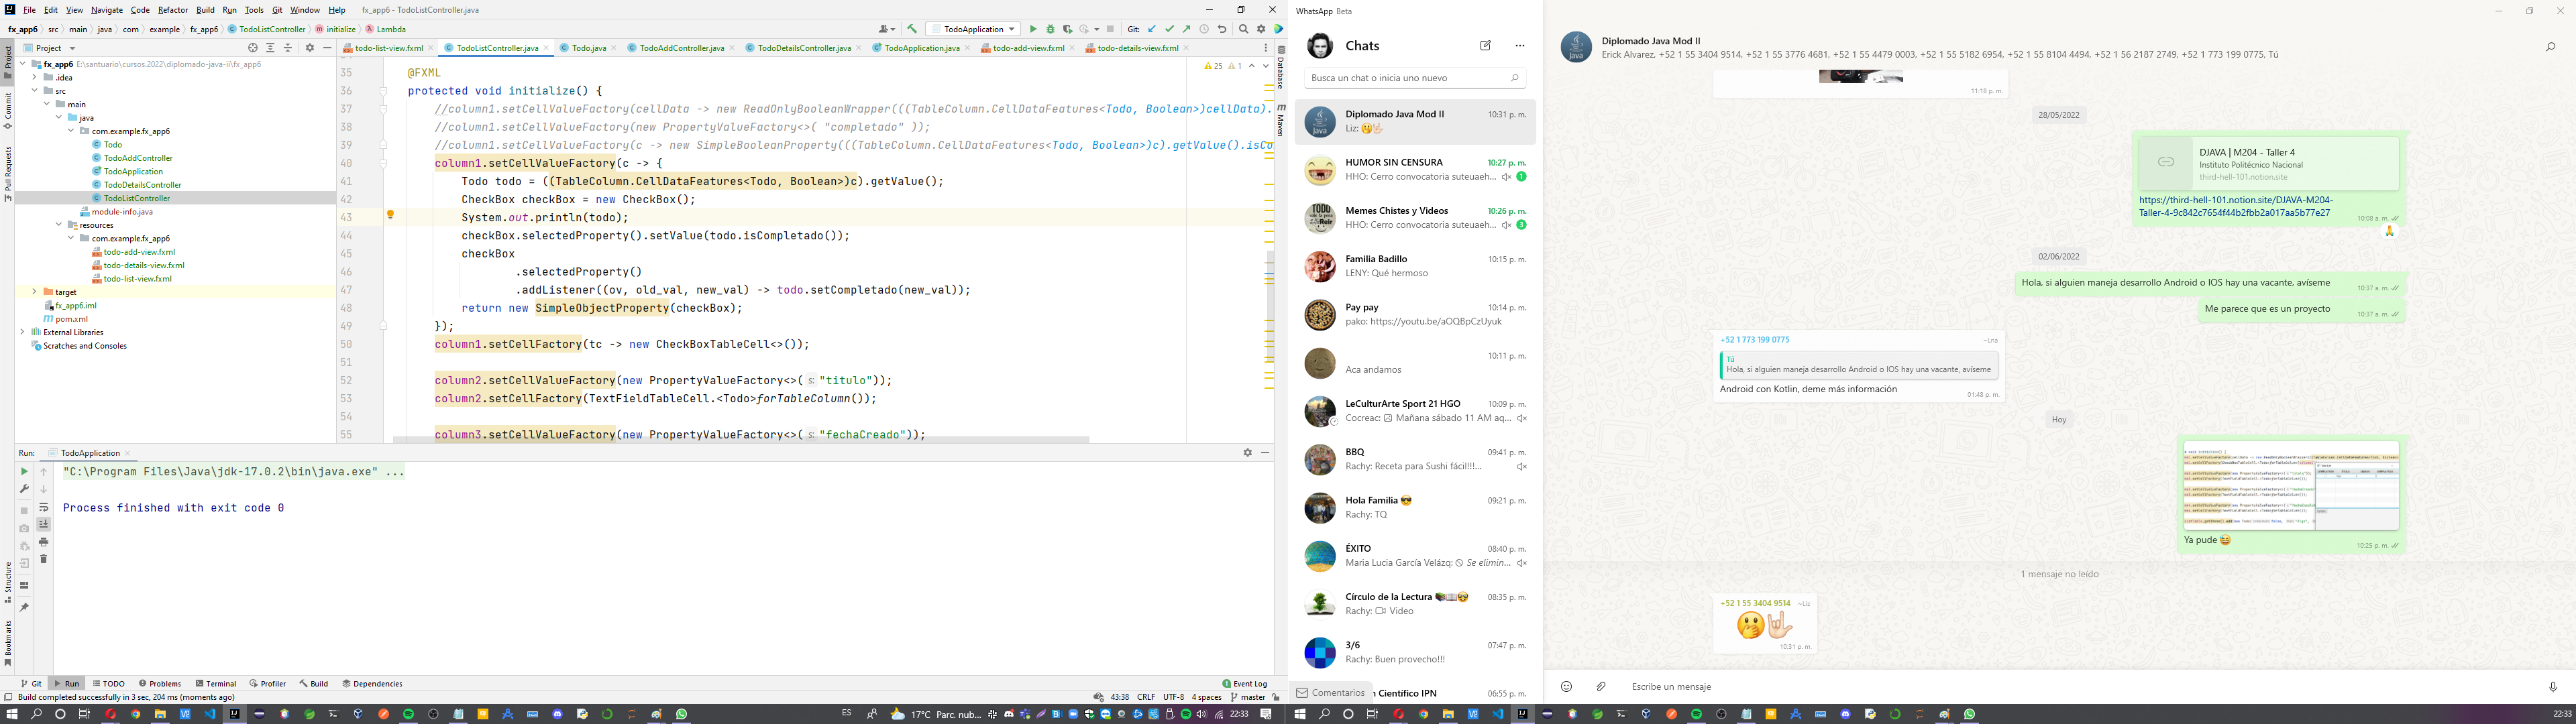 File Edit View Navigate Code Refactor Build Run Tools Git Window Help fx_app6 - TodoListController.java
fx_app6 src main java com example fx_app6 TodoListController initialize Lambda
TodoApplication
Git:
Project
todo-list-view.fxml
TodoListController.java
Todo.java
TodoAddController.java
TodoDetailsController.java
TodoApplication.java
todo-add-view.fxml
todo-details-view.fxml
fx_app6 E:\santuario\cursos.2022\diplomado-java-ii\fx_app6
.idea
src
main
java
com.example.fx_app6
Todo
TodoAddController
TodoApplication
TodoDetailsController
TodoListController
module-info.java
resources
com.example.fx_app6
todo-add-view.fxml
todo-details-view.fxml
todo-list-view.fxml
target
fx_app6.iml
pom.xml
External Libraries
Scratches and Consoles
Project
Commit
Pull Requests
Structure
Bookmarks
Database
Maven
25 1
35 @FXML
36 protected void initialize() {
37 //column1.setCellValueFactory(cellData -> new ReadOnlyBooleanWrapper(((TableColumn.CellDataFeatures<Todo, Boolean>)cellData).
38 //column1.setCellValueFactory(new PropertyValueFactory<>( "completado" ));
39 //column1.setCellValueFactory(c -> new SimpleBooleanProperty(((TableColumn.CellDataFeatures<Todo, Boolean>)c).getValue().isCo
40 column1.setCellValueFactory(c -> {
41 Todo todo = ((TableColumn.CellDataFeatures<Todo, Boolean>)c).getValue();
42 CheckBox checkBox = new CheckBox();
43 System.out.println(todo);
44 checkBox.selectedProperty().setValue(todo.isCompletado());
45 checkBox
46 .selectedProperty()
47 .addListener((ov, old_val, new_val) -> todo.setCompletado(new_val));
48 return new SimpleObjectProperty(checkBox);
49 });
50 column1.setCellFactory(tc -> new CheckBoxTableCell<>());
51
52 column2.setCellValueFactory(new PropertyValueFactory<>( s: "titulo"));
53 column2.setCellFactory(TextFieldTableCell.<Todo>forTableColumn());
54
55 column3.setCellValueFactory(new PropertyValueFactory<>( s: "fechaCreado"));
Run: TodoApplication
"C:\Program Files\Java\jdk-17.0.2\bin\java.exe" ...
Process finished with exit code 0
Git Run TODO Problems Terminal Profiler Build Dependencies
Event Log
Build completed successfully in 3 sec, 204 ms (moments ago)
43:38 CRLF UTF-8 4 spaces master
ES
17°C Parc. nub...
22:33
WhatsApp Beta
Chats
Busca un chat o inicia uno nuevo
Diplomado Java Mod II 10:31 p. m.
Liz: 🤭🤟🏻
HUMOR SIN CENSURA 10:27 p. m.
HHO: Cerro convocatoria suteuaeh... 1
Memes Chistes y Videos 10:26 p. m.
HHO: Cerro convocatoria suteuaeh... 3
Familia Badillo 10:15 p. m.
LENY: Qué hermoso
Pay pay 10:14 p. m.
pako: https://youtu.be/aOQBpCzUyuk
10:11 p. m.
Aca andamos
LeCulturArte Sport 21 HGO 10:09 p. m.
Cocreac: Mañana sábado 11 AM aq...
BBQ 09:41 p. m.
Rachy: Receta para Sushi fácil!!!...
Hola Familia 😎 09:21 p. m.
Rachy: TQ
ÉXITO 08:40 p. m.
Maria Lucia García Velázq: Se elimin...
Círculo de la Lectura 08:35 p. m.
Rachy: Video
3/6 07:47 p. m.
Rachy: Buen provecho!!!
Comentarios
n Científico IPN 06:55 p. m.
Diplomado Java Mod II
Erick Alvarez, +52 1 55 3404 9514, +52 1 55 3776 4681, +52 1 55 4479 0003, +52 1 55 5182 6954, +52 1 55 8104 4494, +52 1 56 2187 2749, +52 1 773 199 0775, Tú
11:18 p. m.
28/05/2022
DJAVA | M204 - Taller 4
Instituto Politécnico Nacional
third-hell-101.notion.site
https://third-hell-101.notion.site/DJAVA-M204-
Taller-4-9c842c7654f44b2fbb2a017aa5b77e27
10:08 a. m.
02/06/2022
Hola, si alguien maneja desarrollo Android o IOS hay una vacante, avíseme
10:37 a. m.
Me parece que es un proyecto
10:37 a. m.
+52 1 773 199 0775 ~Lna
Tú
Hola, si alguien maneja desarrollo Android o IOS hay una vacante, avíseme
Android con Kotlin, deme más información
01:48 p. m.
Hoy
Ya pude 😅
10:25 p. m.
1 mensaje no leído
+52 1 55 3404 9514 ~Liz
🤭🤟🏻
10:31 p. m.
Escribe un mensaje
22:33